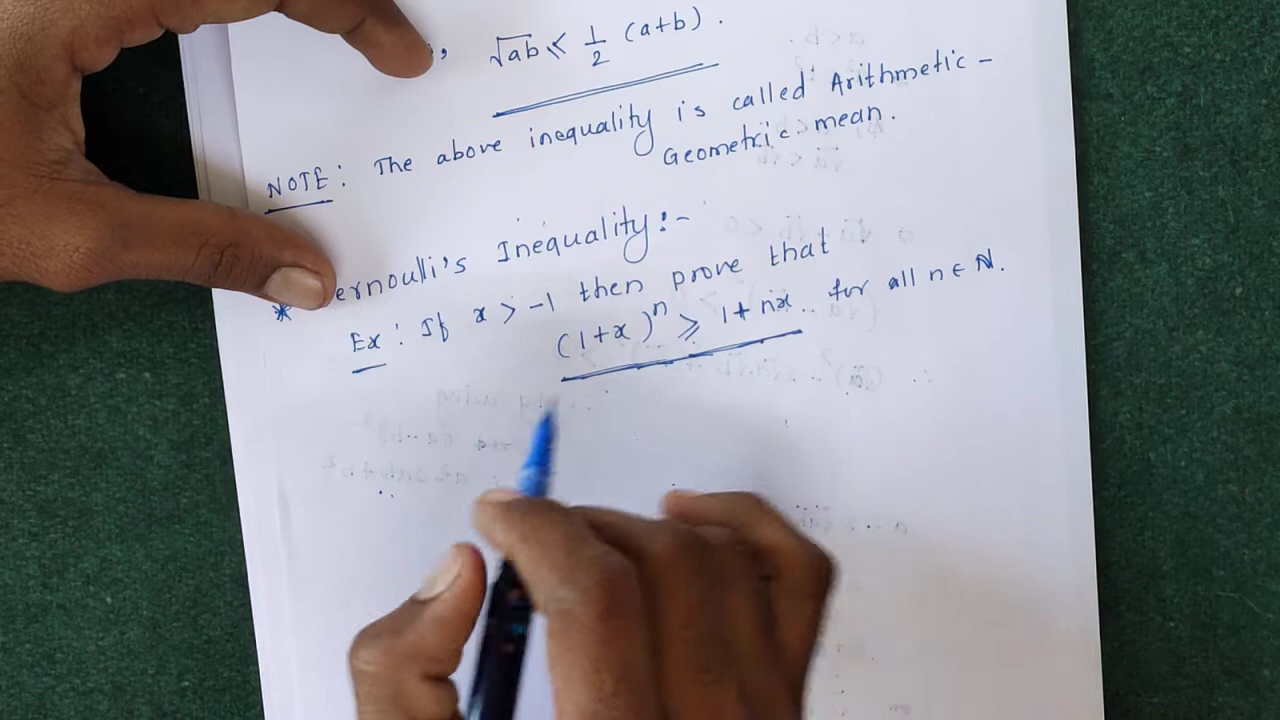 √ab ≤ 1/2 (a+b).
NOTE: The above inequality is called Arithmetic -
Geometric mean.
* ernoulli's Inequality:-
Ex: If x > -1 then prove that
(1+x)^n ≥ 1+nx for all n ∈ N.